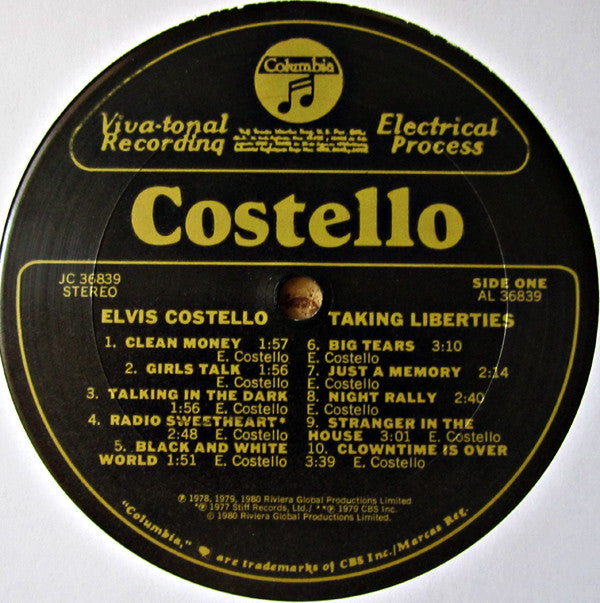 Columbia
Viva-tonal
Recording
Electrical
Process
Costello
JC 36839
STEREO
SIDE ONE
AL 36839
ELVIS COSTELLO
TAKING LIBERTIES
1. CLEAN MONEY 1:57
E. Costello
2. GIRLS TALK 1:56
E. Costello
3. TALKING IN THE DARK
1:56 E. Costello
4. RADIO SWEETHEART*
2:48 E. Costello
5. BLACK AND WHITE
WORLD 1:51 E. Costello
6. BIG TEARS 3:10
E. Costello
7. JUST A MEMORY 2:14
E. Costello
8. NIGHT RALLY 2:40
E. Costello
9. STRANGER IN THE
HOUSE 3:01 E. Costello
10. CLOWNTIME IS OVER
3:39 E. Costello
℗ 1978, 1979, 1980 Riviera Global Productions Limited
*℗ 1977 Stiff Records, Ltd./ **℗ 1979 CBS Inc.
© 1980 Riviera Global Productions Limited.
"Columbia," are trademarks of CBS Inc./Marcas Reg.